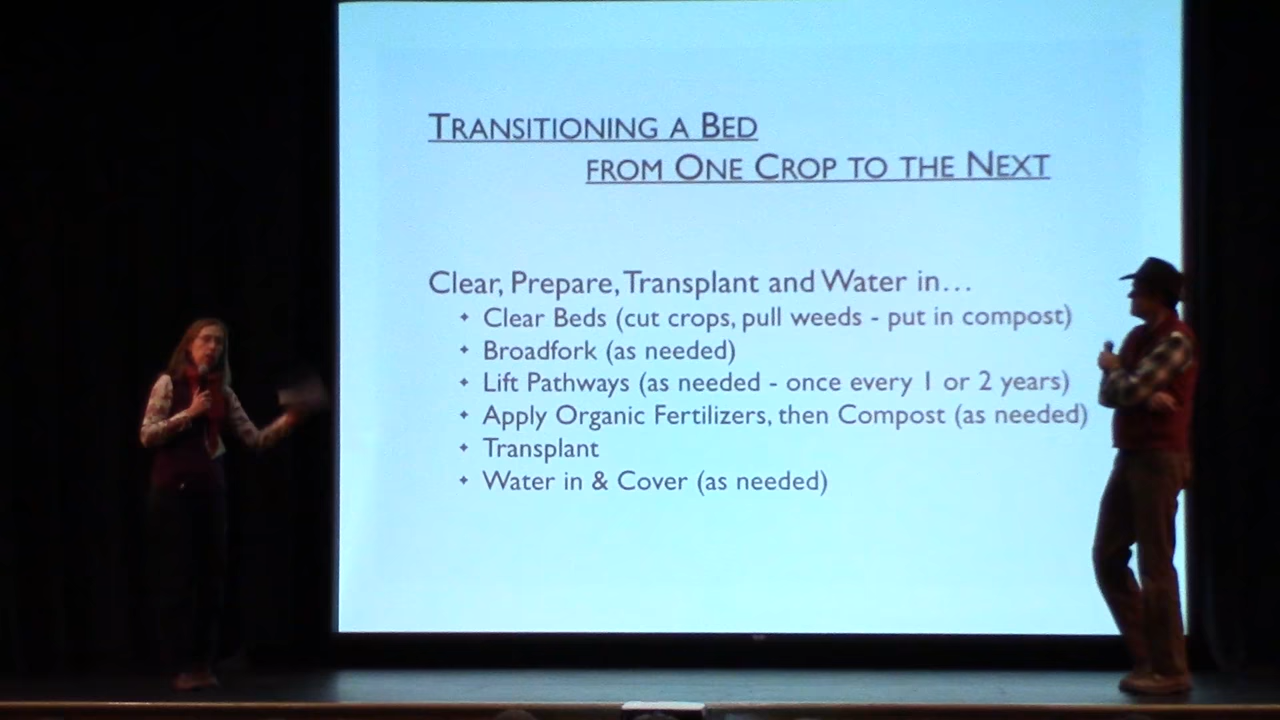 TRANSITIONING A BED
FROM ONE CROP TO THE NEXT
Clear, Prepare, Transplant and Water in...
Clear Beds (cut crops, pull weeds - put in compost)
Broadfork (as needed)
Lift Pathways (as needed - once every 1 or 2 years)
Apply Organic Fertilizers, then Compost (as needed)
Transplant
Water in & Cover (as needed)